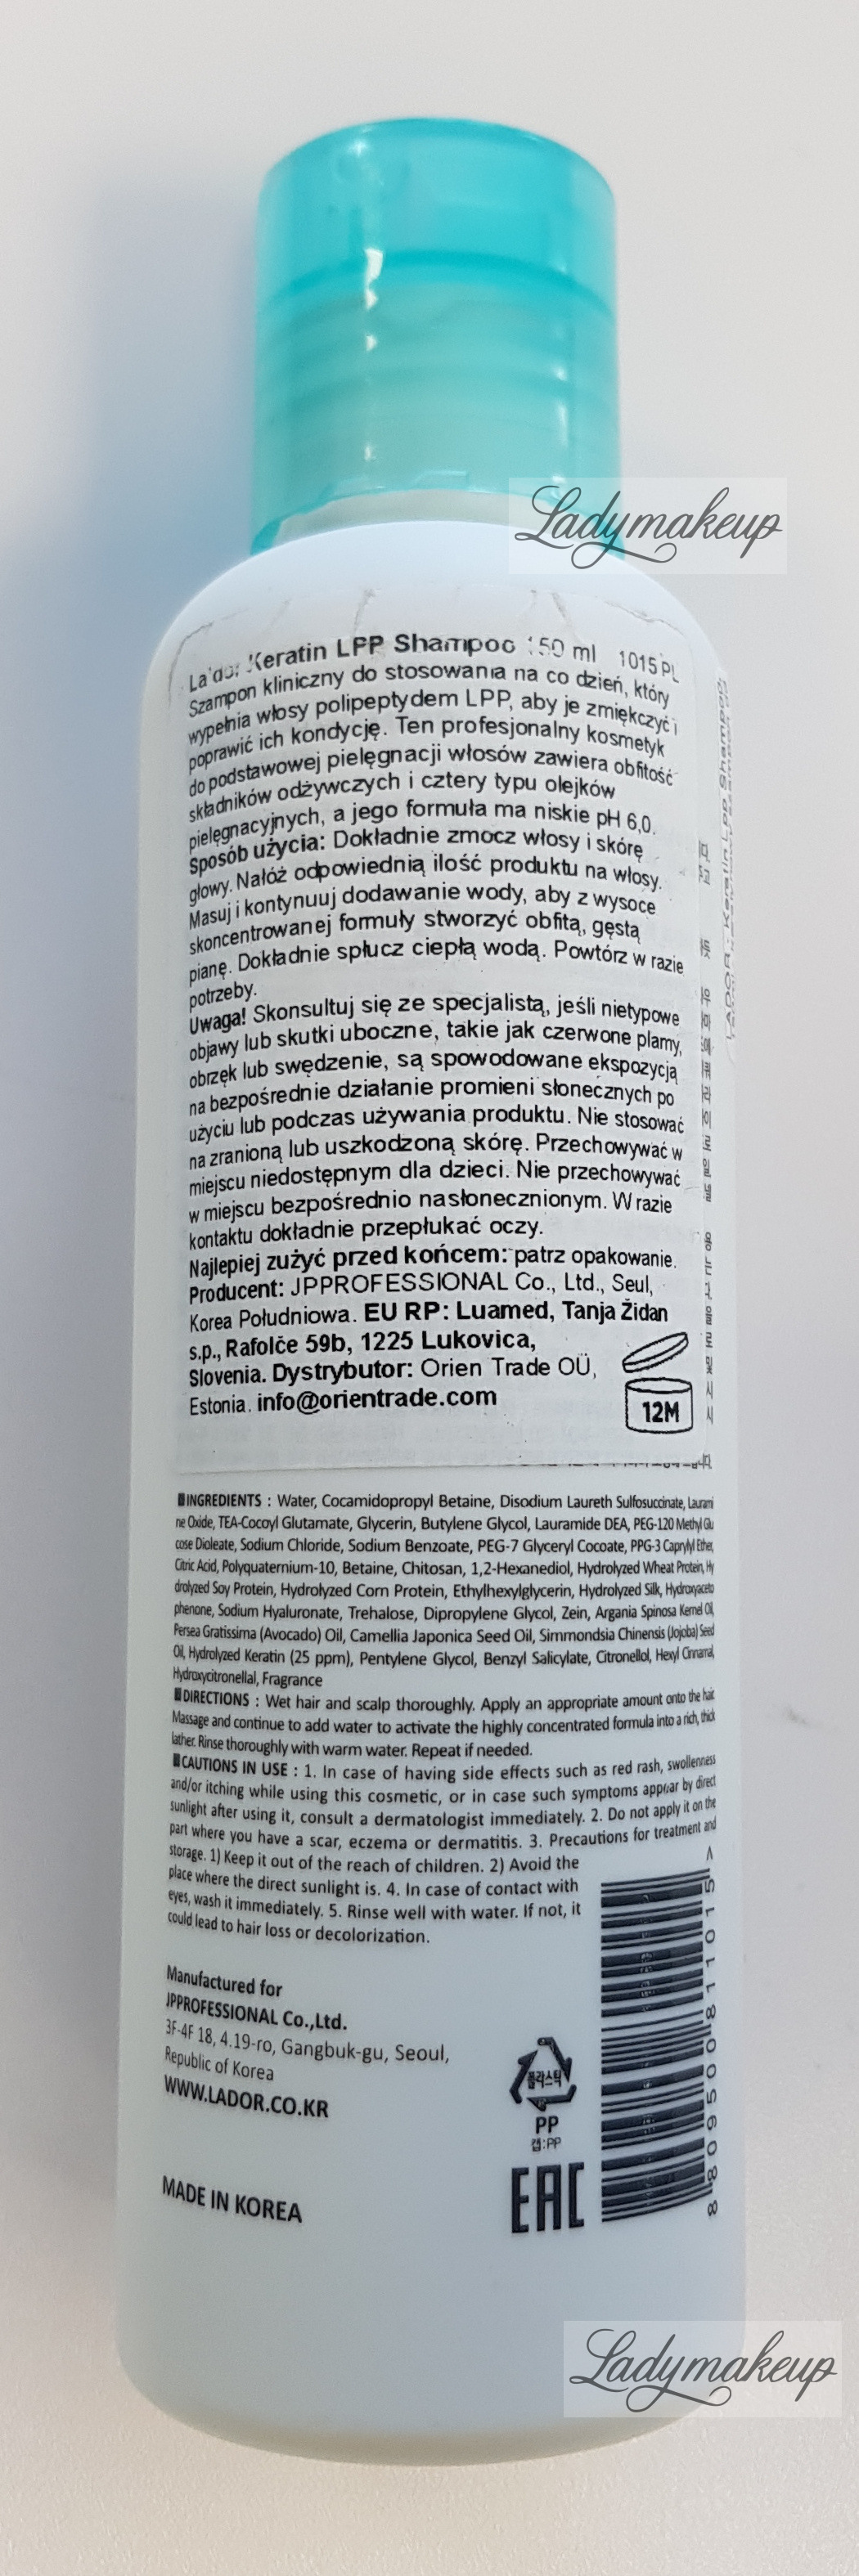 Ladymakeup
La'dor Keratin LPP Shampoo 150 ml 1015 PL
Szampon kliniczny do stosowania na co dzień, który
wypełnia włosy polipeptydem LPP, aby je zmiękczyć i
poprawić ich kondycję. Ten profesjonalny kosmetyk
do podstawowej pielęgnacji włosów zawiera obfitość
składników odżywczych i cztery typu olejków
pielęgnacyjnych, a jego formuła ma niskie pH 6,0.
Sposób użycia: Dokładnie zmocz włosy i skórę
głowy. Nałóż odpowiednią ilość produktu na włosy.
Masuj i kontynuuj dodawanie wody, aby z wysoce
skoncentrowanej formuły stworzyć obfitą, gęstą
pianę. Dokładnie spłucz ciepłą wodą. Powtórz w razie
potrzeby.
Uwaga! Skonsultuj się ze specjalistą, jeśli nietypowe
objawy lub skutki uboczne, takie jak czerwone plamy,
obrzęk lub swędzenie, są spowodowane ekspozycją
na bezpośrednie działanie promieni słonecznych po
użyciu lub podczas używania produktu. Nie stosować
na zranioną lub uszkodzoną skórę. Przechowywać w
miejscu niedostępnym dla dzieci. Nie przechowywać
w miejscu bezpośrednio nasłonecznionym. W razie
kontaktu dokładnie przepłukać oczy.
Najlepiej zużyć przed końcem: patrz opakowanie.
Producent: JPPROFESSIONAL Co., Ltd., Seul,
Korea Południowa. EU RP: Luamed, Tanja Židan
s.p., Rafolče 59b, 1225 Lukovica,
Slovenia. Dystrybutor: Orien Trade OÜ,
Estonia. info@orientrade.com
12M
LADOR - Keratin Lpp Shampoo
INGREDIENTS : Water, Cocamidopropyl Betaine, Disodium Laureth Sulfosuccinate, Laurami
ne Oxide, TEA-Cocoyl Glutamate, Glycerin, Butylene Glycol, Lauramide DEA, PEG-120 Methyl Glu
cose Dioleate, Sodium Chloride, Sodium Benzoate, PEG-7 Glyceryl Cocoate, PPG-3 Caprylyl Ether,
Citric Acid, Polyquaternium-10, Betaine, Chitosan, 1,2-Hexanediol, Hydrolyzed Wheat Protein, Hy
drolyzed Soy Protein, Hydrolyzed Corn Protein, Ethylhexylglycerin, Hydrolyzed Silk, Hydroxyaceto
phenone, Sodium Hyaluronate, Trehalose, Dipropylene Glycol, Zein, Argania Spinosa Kernel Oil,
Persea Gratissima (Avocado) Oil, Camellia Japonica Seed Oil, Simmondsia Chinensis (Jojoba) Seed
Oil, Hydrolyzed Keratin (25 ppm), Pentylene Glycol, Benzyl Salicylate, Citronellol, Hexyl Cinnamal,
Hydroxycitronellal, Fragrance
DIRECTIONS : Wet hair and scalp thoroughly. Apply an appropriate amount onto the hair.
Massage and continue to add water to activate the highly concentrated formula into a rich, thick
lather. Rinse thoroughly with warm water. Repeat if needed.
CAUTIONS IN USE : 1. In case of having side effects such as red rash, swollenness
and/or itching while using this cosmetic, or in case such symptoms appear by direct
sunlight after using it, consult a dermatologist immediately. 2. Do not apply it on the
part where you have a scar, eczema or dermatitis. 3. Precautions for treatment and
storage. 1) Keep it out of the reach of children. 2) Avoid the
place where the direct sunlight is. 4. In case of contact with
eyes, wash it immediately. 5. Rinse well with water. If not, it
could lead to hair loss or decolorization.
Manufactured for
JPPROFESSIONAL Co.,Ltd.
3F-4F 18, 4.19-ro, Gangbuk-gu, Seoul,
Republic of Korea
WWW.LADOR.CO.KR
MADE IN KOREA
플라스틱
PP
캡:PP
EAC
8809500811015 >
Ladymakeup